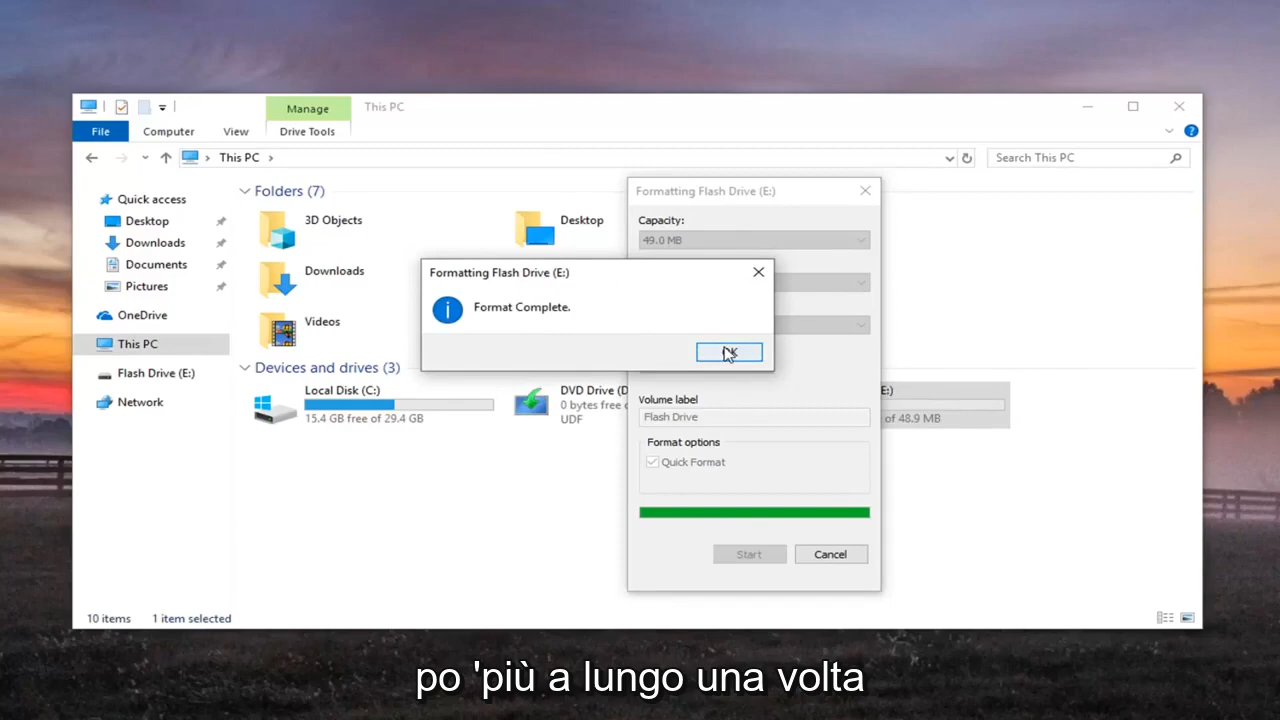 Manage
This PC
File
Computer
View
Drive Tools
This PC
Search This PC
Quick access
Desktop
Downloads
Documents
Pictures
OneDrive
This PC
Flash Drive (E:)
Network
Folders (7)
3D Objects
Desktop
Downloads
Videos
Devices and drives (3)
Local Disk (C:)
15.4 GB free of 29.4 GB
DVD Drive (D
0 bytes free
UDF
E:)
of 48.9 MB
Formatting Flash Drive (E:)
Capacity:
49.0 MB
Formatting Flash Drive (E:)
Format Complete.
Volume label
Flash Drive
Format options
Quick Format
Start
Cancel
10 items
1 item selected
po 'più a lungo una volta